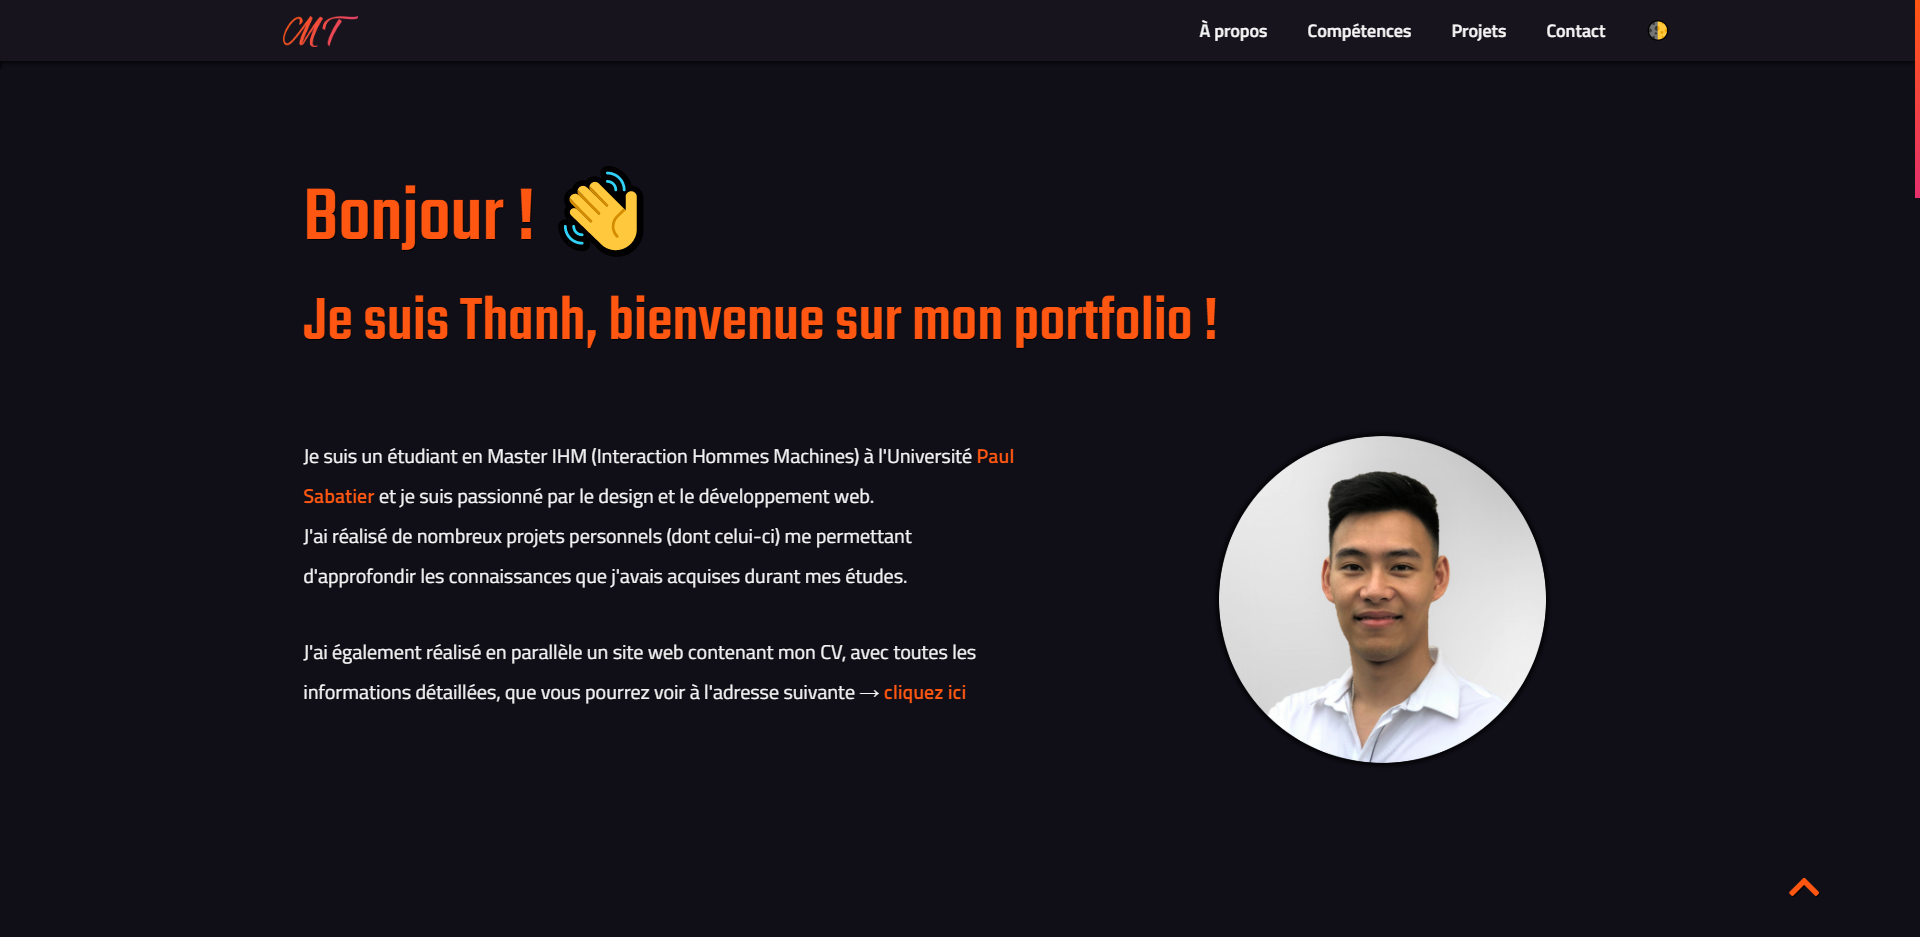 CMT
À propos
Compétences
Projets
Contact
Bonjour !
Je suis Thanh, bienvenue sur mon portfolio !
Je suis un étudiant en Master IHM (Interaction Hommes Machines) à l'Université Paul
Sabatier et je suis passionné par le design et le développement web.
J'ai réalisé de nombreux projets personnels (dont celui-ci) me permettant
d'approfondir les connaissances que j'avais acquises durant mes études.
J'ai également réalisé en parallèle un site web contenant mon CV, avec toutes les
informations détaillées, que vous pourrez voir à l'adresse suivante → cliquez ici